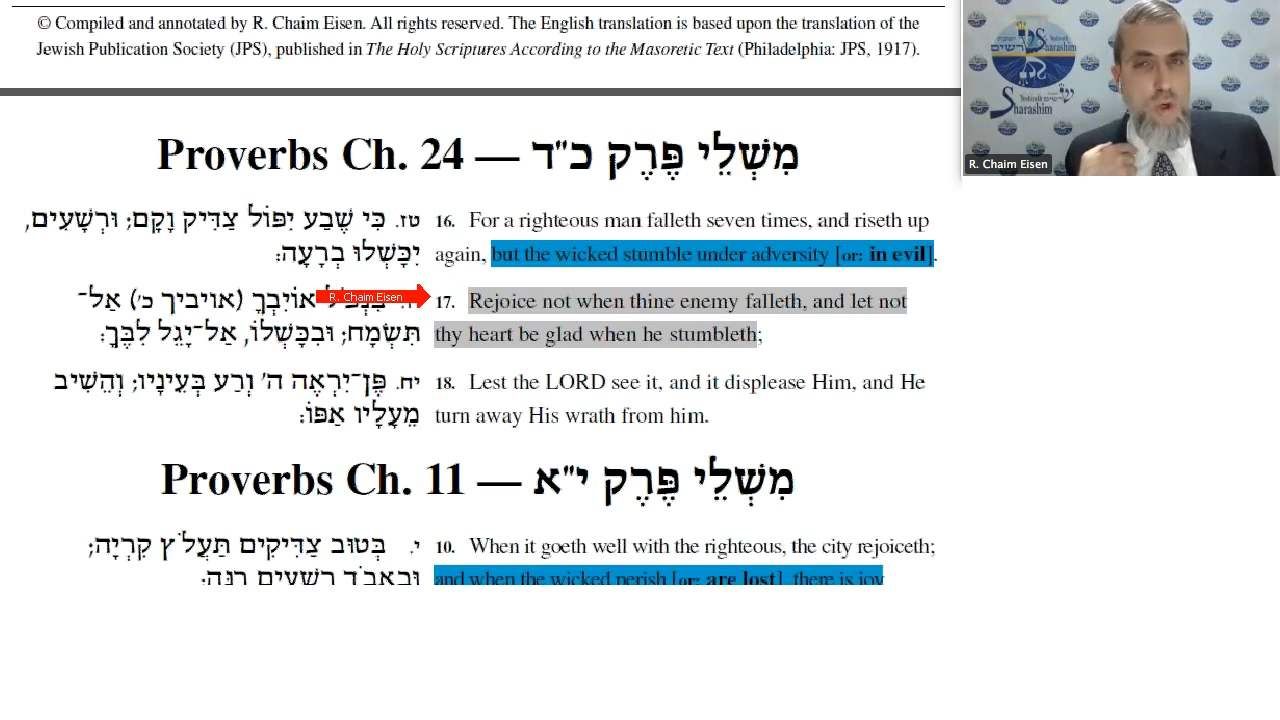 © Compiled and annotated by R. Chaim Eisen. All rights reserved. The English translation is based upon the translation of the
Jewish Publication Society (JPS), published in The Holy Scriptures According to the Masoretic Text (Philadelphia: JPS, 1917).
Sharashim
Yeshivath
Sharashim
R. Chaim Eisen
Proverbs Ch. 24 — מִשְׁלֵי פֶּרֶק כ"ד
טז. כִּי שֶׁבַע יִפּוֹל צַדִּיק וָקָם; וּרְשָׁעִים,
יִכָּשְׁלוּ בְרָעָה:
16. For a righteous man falleth seven times, and riseth up
again, but the wicked stumble under adversity [or: in evil].
R. Chaim Eisen
אוֹיִבְךָ (אויביך כ') אַל־
תִּשְׂמָח; וּבִכָּשְׁלוֹ, אַל־יָגֵל לִבֶּךָ:
17. Rejoice not when thine enemy falleth, and let not
thy heart be glad when he stumbleth;
יח. פֶּן־יִרְאֶה ה' וְרַע בְּעֵינָיו; וְהֵשִׁיב
מֵעָלָיו אַפּוֹ:
18. Lest the LORD see it, and it displease Him, and He
turn away His wrath from him.
Proverbs Ch. 11 — מִשְׁלֵי פֶּרֶק י"א
י. בְּטוּב צַדִּיקִים תַּעֲלֹץ קִרְיָה;
וּבַאֲבֹד רְשָׁעִים רִנָּה:
10. When it goeth well with the righteous, the city rejoiceth;
and when the wicked perish [or: are lost], there is joy